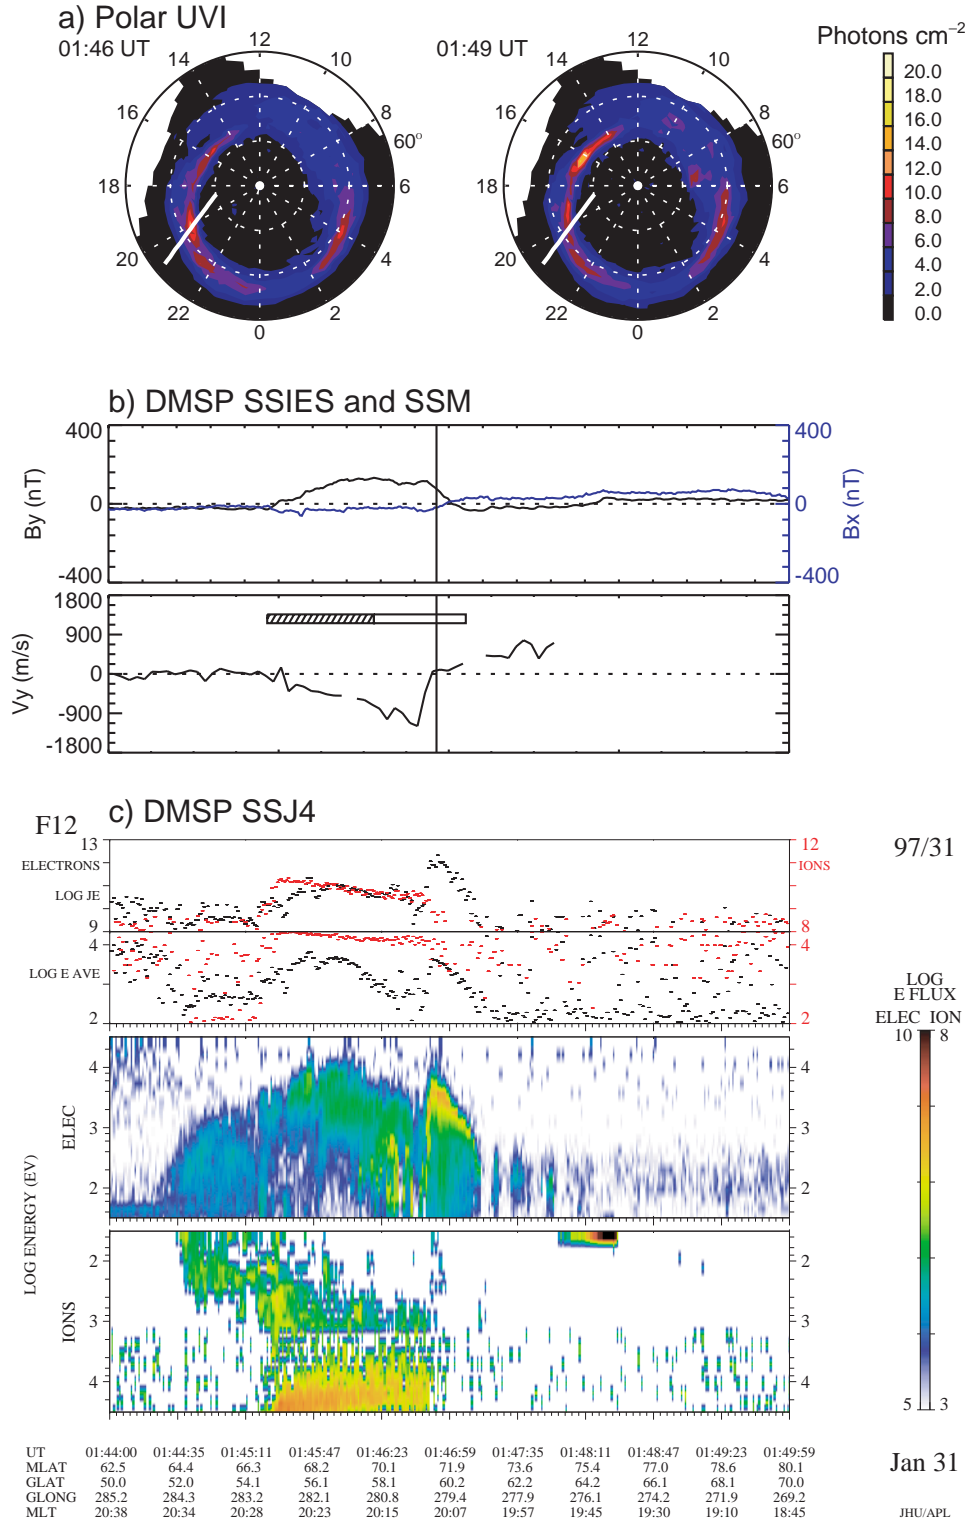 a) Polar UVI
01:46 UT
01:49 UT
Photons cm⁻²
12
14
10
16
8
60°
18
6
20
4
22
2
0
12
14
10
16
8
60°
18
6
20
4
22
2
0
20.0
18.0
16.0
14.0
12.0
10.0
8.0
6.0
4.0
2.0
0.0
b) DMSP SSIES and SSM
400
0
-400
By (nT)
400
0
-400
Bx (nT)
1800
900
0
-900
-1800
Vy (m/s)
c) DMSP SSJ4
F12
97/31
13
ELECTRONS
LOG JE
9
4
LOG E AVE
2
12
IONS
8
4
2
LOG
E FLUX
ELEC ION
10 8
5 3
4
3
2
ELEC
4
3
2
LOG ENERGY (EV)
2
3
4
IONS
2
3
4
UT 01:44:00 01:44:35 01:45:11 01:45:47 01:46:23 01:46:59 01:47:35 01:48:11 01:48:47 01:49:23 01:49:59
MLAT 62.5 64.4 66.3 68.2 70.1 71.9 73.6 75.4 77.0 78.6 80.1
GLAT 50.0 52.0 54.1 56.1 58.1 60.2 62.2 64.2 66.1 68.1 70.0
GLONG 285.2 284.3 283.2 282.1 280.8 279.4 277.9 276.1 274.2 271.9 269.2
MLT 20:38 20:34 20:28 20:23 20:15 20:07 19:57 19:45 19:30 19:10 18:45
Jan 31
JHU/APL